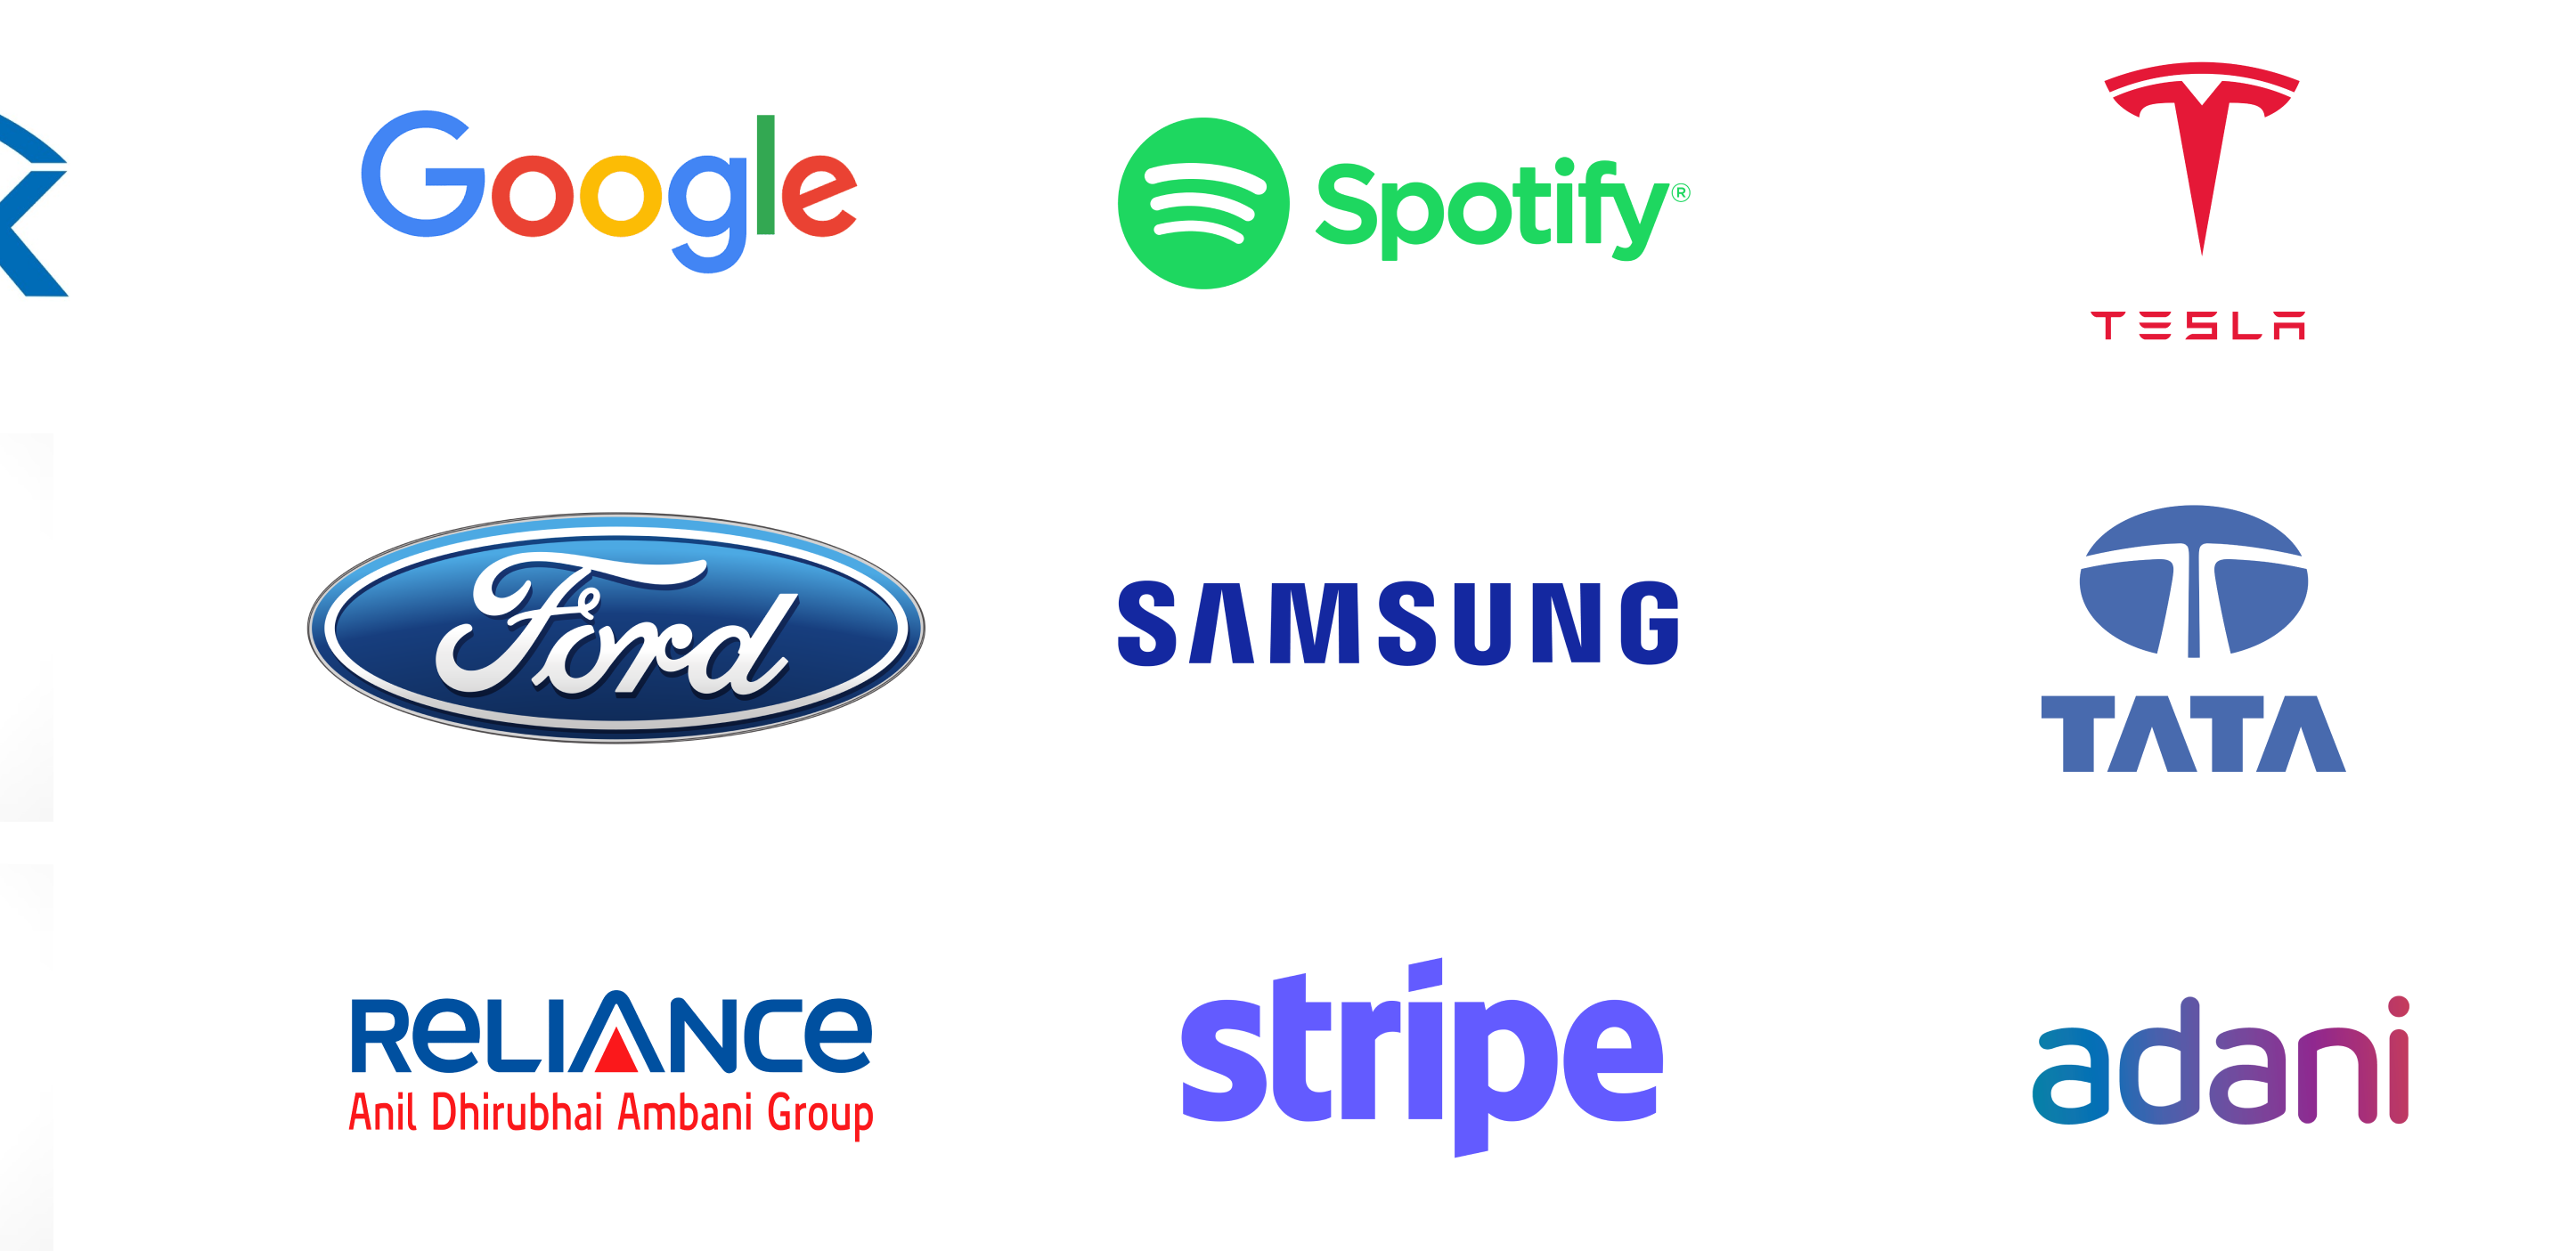 Google
Spotify®
TESLA
Ford
SAMSUNG
TATA
RELIANCE
Anil Dhirubhai Ambani Group
stripe
adani